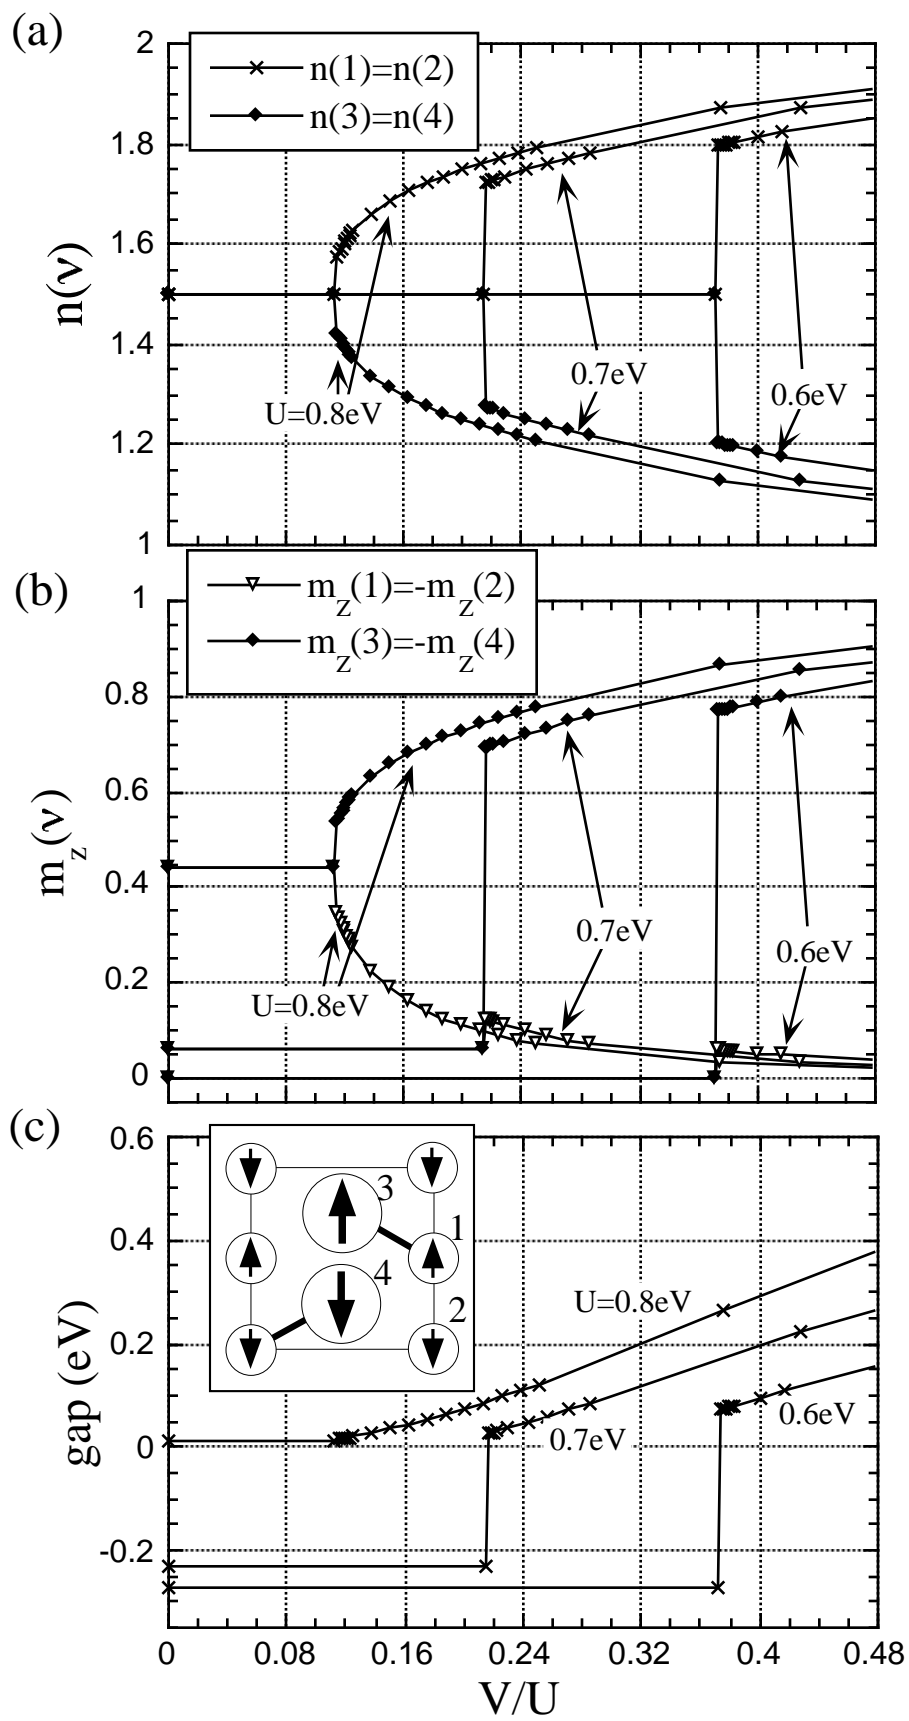 (a)
2
1.8
1.6
1.4
1.2
1
n(ν)
n(1)=n(2)
n(3)=n(4)
U=0.8eV
0.7eV
0.6eV
(b)
1
0.8
0.6
0.4
0.2
0
m_z(ν)
m_z(1)=-m_z(2)
m_z(3)=-m_z(4)
U=0.8eV
0.7eV
0.6eV
(c)
0.6
0.4
0.2
0
-0.2
gap (eV)
3
1
4
2
U=0.8eV
0.7eV
0.6eV
0 0.08 0.16 0.24 0.32 0.4 0.48
V/U